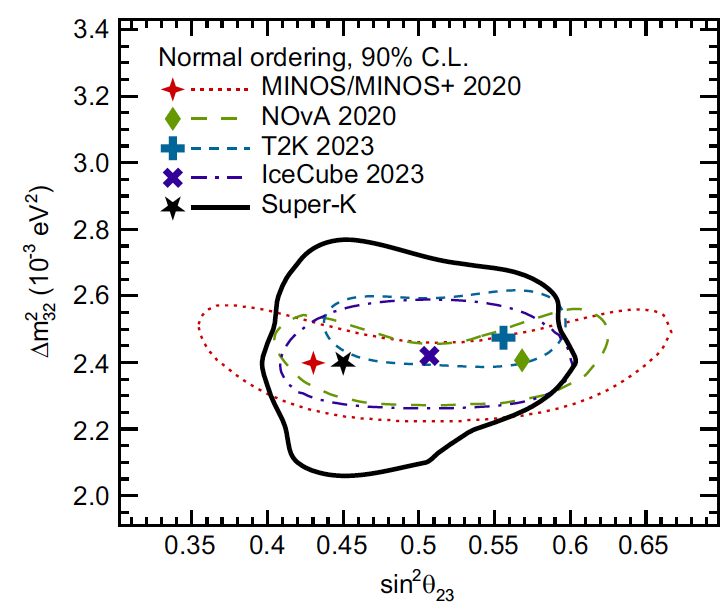 Normal ordering, 90% C.L.
MINOS/MINOS+ 2020
NOvA 2020
T2K 2023
IceCube 2023
Super-K
3.4
3.2
3.0
2.8
2.6
2.4
2.2
2.0
Δm²₃₂ (10⁻³ eV²)
0.35 0.4 0.45 0.5 0.55 0.6 0.65
sin²θ₂₃